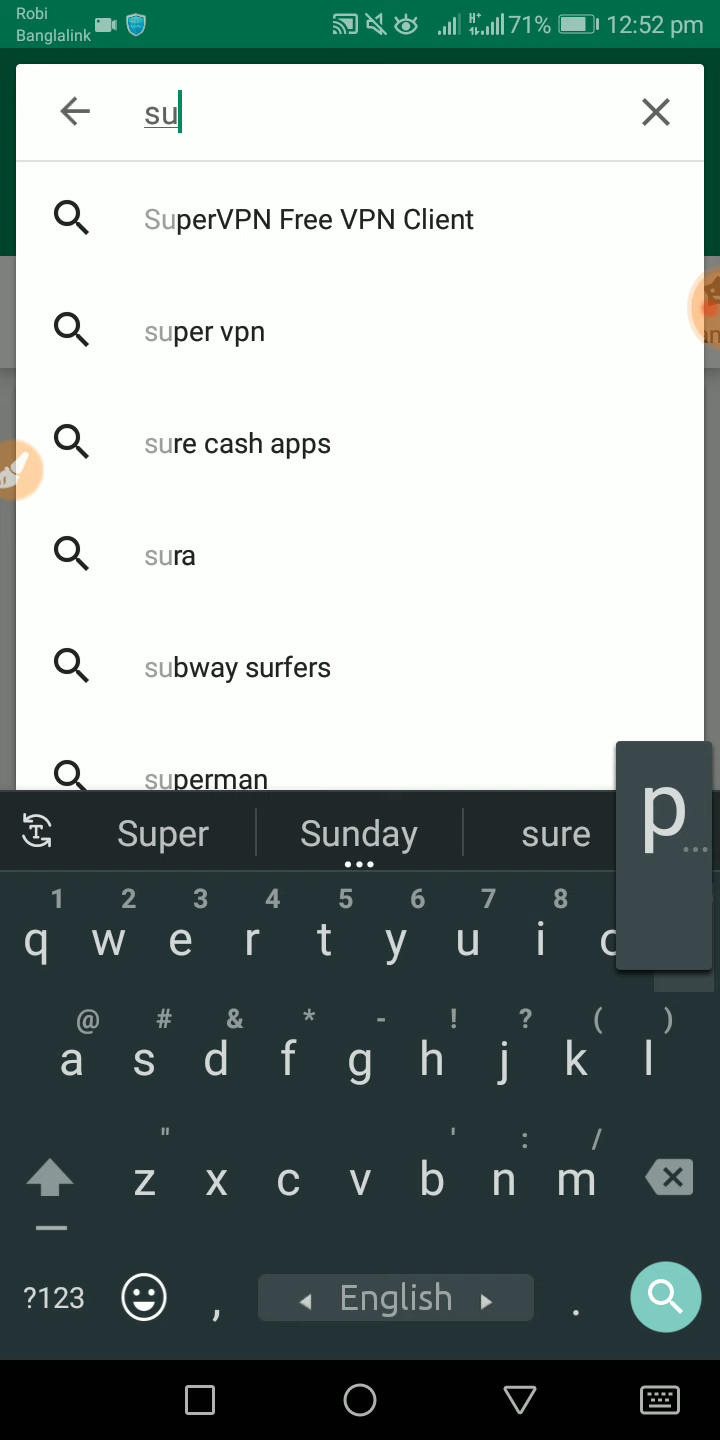 Robi
Banglalink
71% 12:52 pm
su
SuperVPN Free VPN Client
super vpn
sure cash apps
sura
subway surfers
superman
Super Sunday sure
p
1 2 3 4 5 6 7 8
q w e r t y u i o
@ # & * - ! ? ( )
a s d f g h j k l
" ' : /
z x c v b n m
?123 , English .